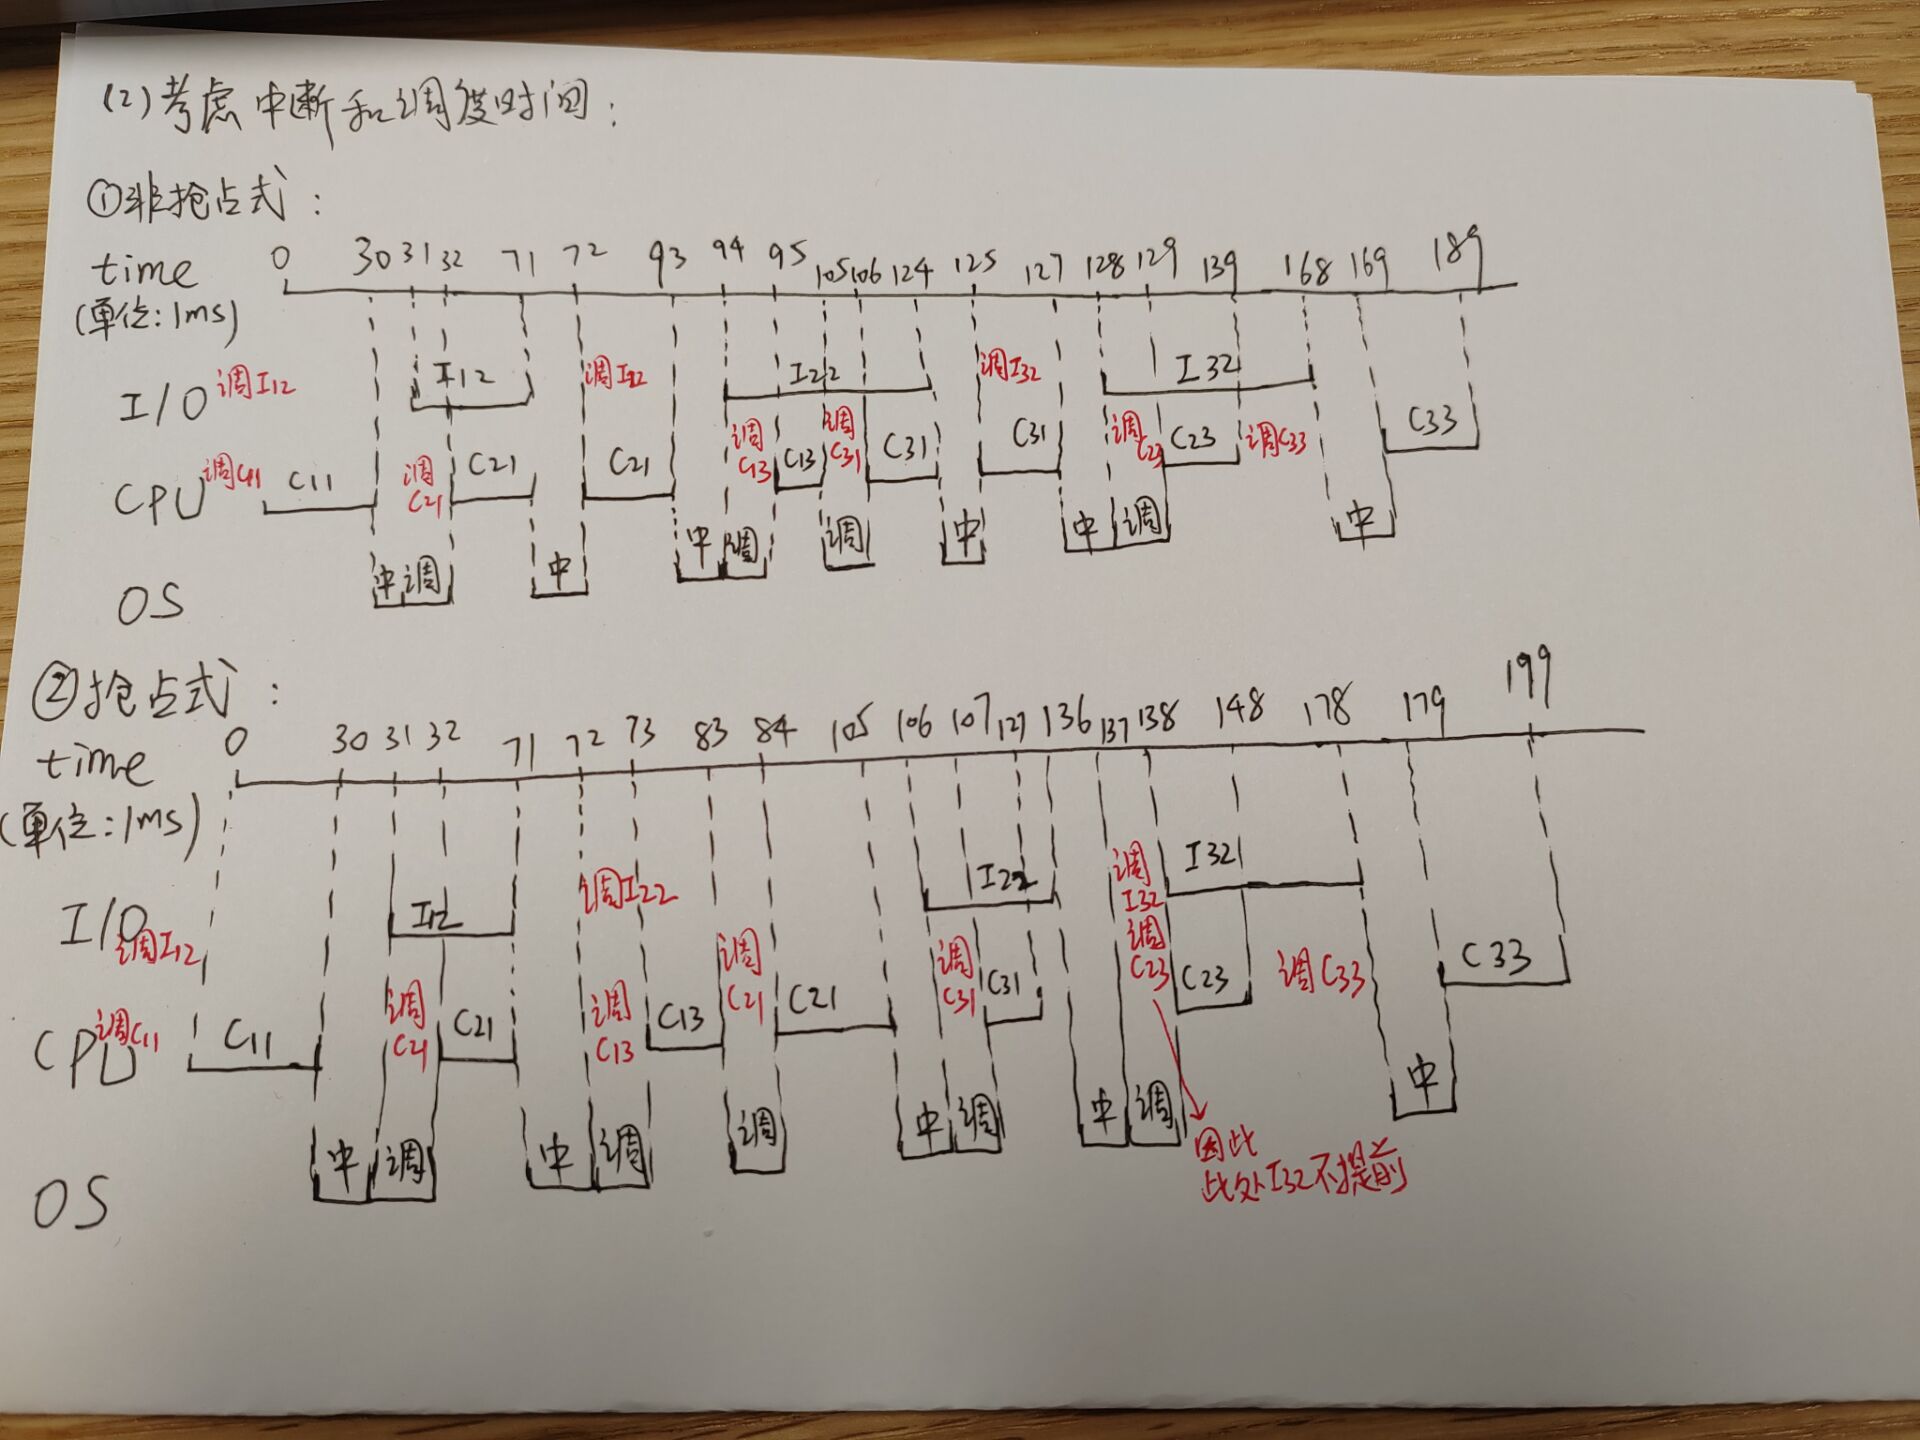 (2)考虑中断和调度时间:
①非抢占式:
time 0 30 31 32 71 72 93 94 95 105 106 124 125 127 128 129 139 168 169 189
(单位:1ms)
I/O 调I12 I12 调I22 I22 调I32 I32
CPU 调C11 C11 调C21 C21 C21 调C13 C13 调C31 C31 C31 调C23 C23 调C33 C33
OS 中 调 中 中 调 调 中 中 调 中
②抢占式:
time 0 30 31 32 71 72 73 83 84 105 106 107 127 136 137 138 148 178 179 199
(单位:1ms)
I/O 调I12 I12 调I22 I22 调I32 I32
CPU 调C11 C11 调C21 C21 调C13 C13 调C21 C21 调C31 C31 调C23 C23 调C33 C33
OS 中 调 中 调 调 中 调 中 调 中
因此
此处I32不提前